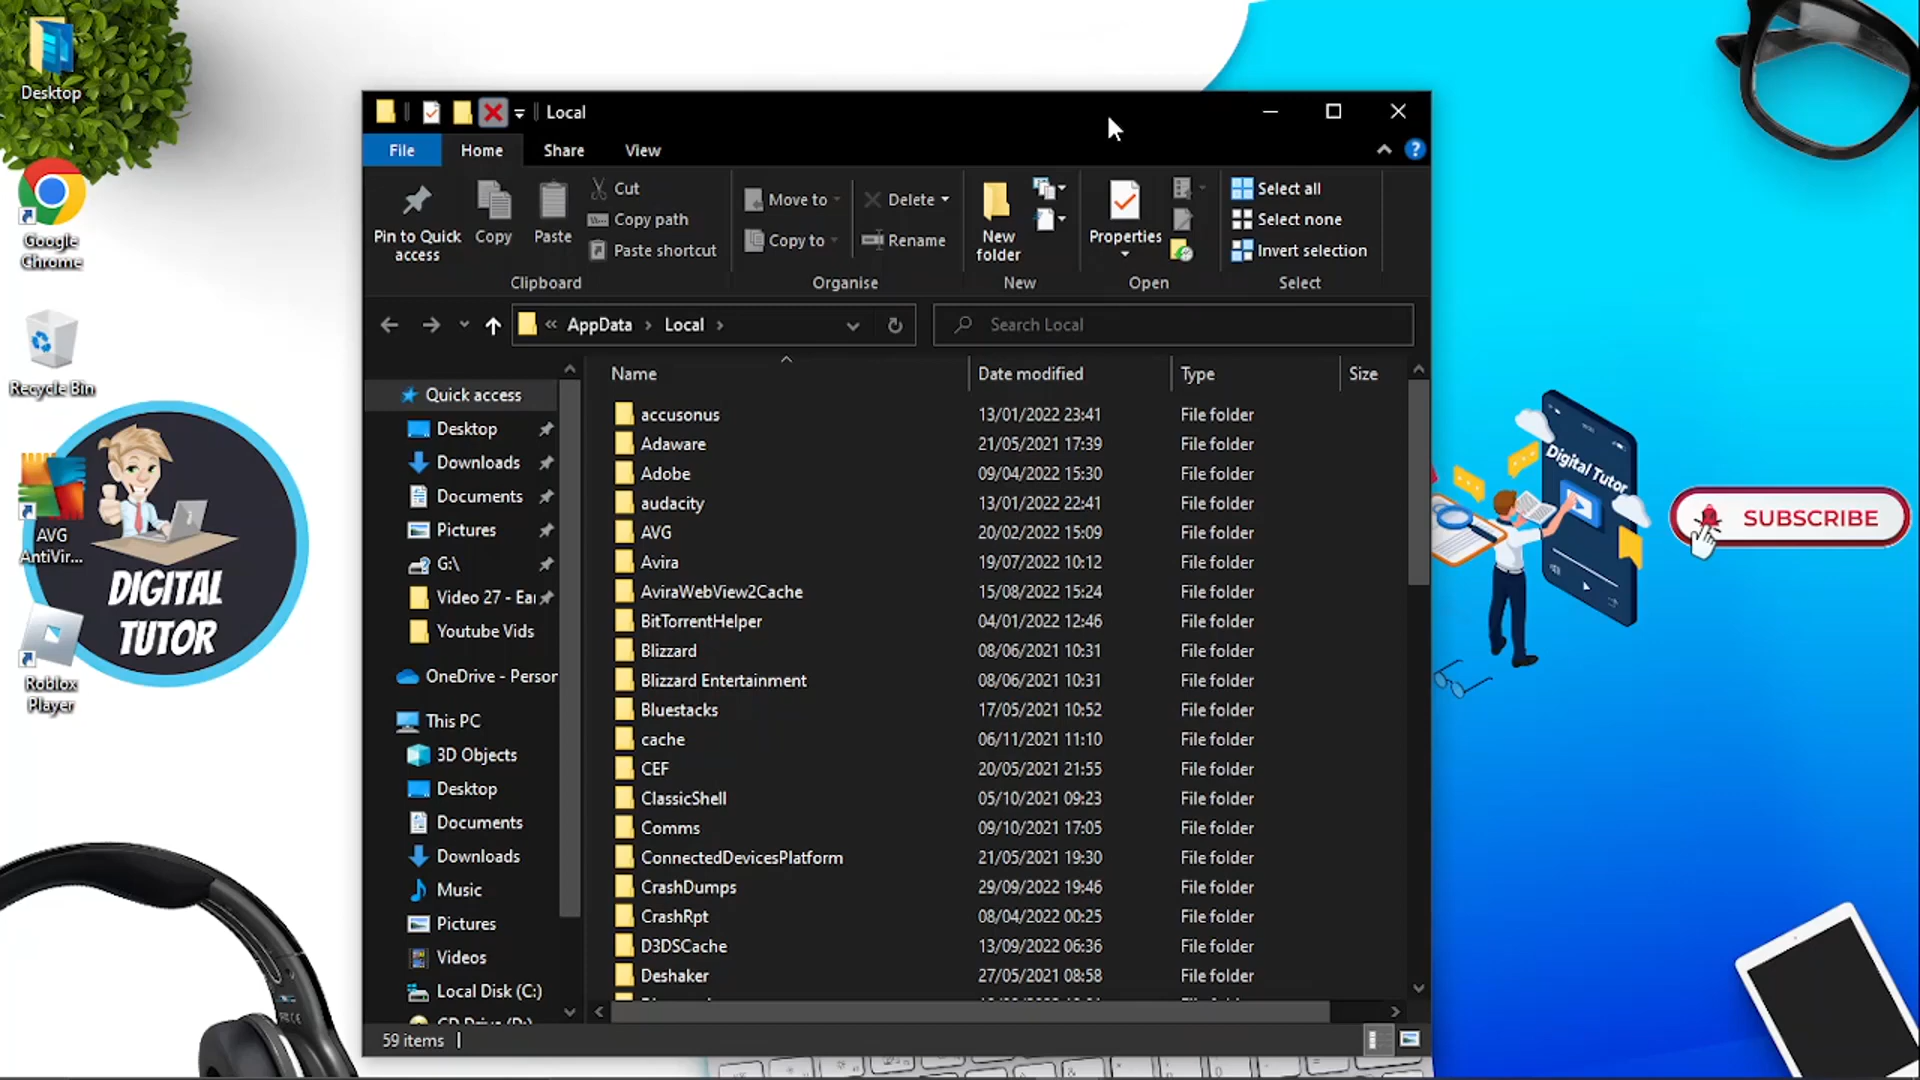 Desktop
Google
Chrome
Recycle Bin
AVG
AntiVir...
Roblox
Player
DIGITAL
TUTOR
Local
File
Home
Share
View
Pin to Quick
access
Copy
Paste
Cut
Copy path
Paste shortcut
Clipboard
Move to
Copy to
Delete
Rename
Organise
New
folder
New
Properties
Open
Select all
Select none
Invert selection
Select
« AppData › Local ›
Search Local
Quick access
Desktop
Downloads
Documents
Pictures
G:\
Video 27 - Ear
Youtube Vids
OneDrive - Person
This PC
3D Objects
Desktop
Documents
Downloads
Music
Pictures
Videos
Local Disk (C:)
CD Drive (D:)
Name Date modified Type Size
accusonus 13/01/2022 23:41 File folder
Adaware 21/05/2021 17:39 File folder
Adobe 09/04/2022 15:30 File folder
audacity 13/01/2022 22:41 File folder
AVG 20/02/2022 15:09 File folder
Avira 19/07/2022 10:12 File folder
AviraWebView2Cache 15/08/2022 15:24 File folder
BitTorrentHelper 04/01/2022 12:46 File folder
Blizzard 08/06/2021 10:31 File folder
Blizzard Entertainment 08/06/2021 10:31 File folder
Bluestacks 17/05/2021 10:52 File folder
cache 06/11/2021 11:10 File folder
CEF 20/05/2021 21:55 File folder
ClassicShell 05/10/2021 09:23 File folder
Comms 09/10/2021 17:05 File folder
ConnectedDevicesPlatform 21/05/2021 19:30 File folder
CrashDumps 29/09/2022 19:46 File folder
CrashRpt 08/04/2022 00:25 File folder
D3DSCache 13/09/2022 06:36 File folder
Deshaker 27/05/2021 08:58 File folder
59 items
Digital Tutor
SUBSCRIBE